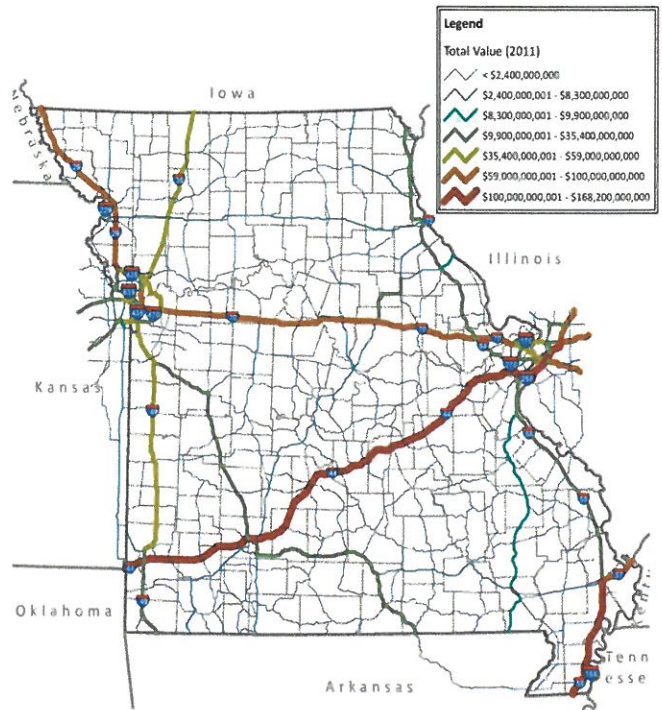 Legend
Total Value (2011)
< $2,400,000,000
$2,400,000,001 - $8,300,000,000
$8,300,000,001 - $9,900,000,000
$9,900,000,001 - $35,400,000,000
$35,400,000,001 - $59,000,000,000
$59,000,000,001 - $100,000,000,000
$100,000,000,001 - $168,200,000,000
Iowa
Nebraska
Illinois
Kansas
Oklahoma
Arkansas
Tenn
esse